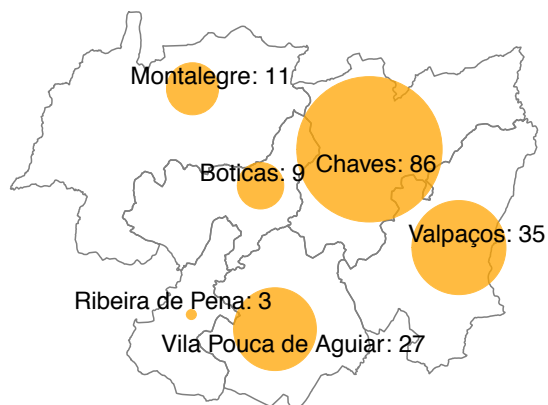 Montalegre: 11
Chaves: 86
Boticas: 9
Valpaços: 35
Ribeira de Pena: 3
Vila Pouca de Aguiar: 27